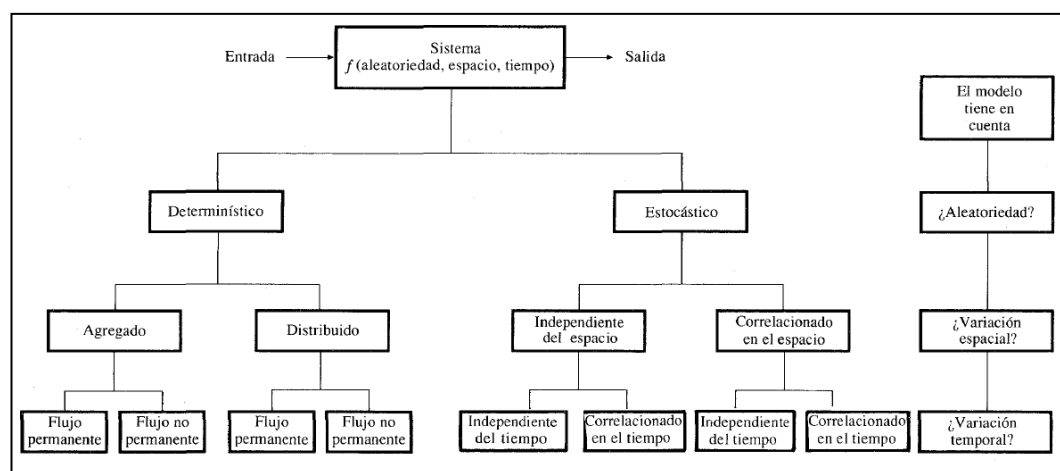 Entrada
Sistema
f (aleatoriedad, espacio, tiempo)
Salida
El modelo
tiene en
cuenta
Determinístico
Estocástico
¿Aleatoriedad?
Agregado
Distribuido
Independiente
del espacio
Correlacionado
en el espacio
¿Variación
espacial?
Flujo
permanente
Flujo no
permanente
Flujo
permanente
Flujo no
permanente
Independiente
del tiempo
Correlacionado
en el tiempo
Independiente
del tiempo
Correlacionado
en el tiempo
¿Variación
temporal?